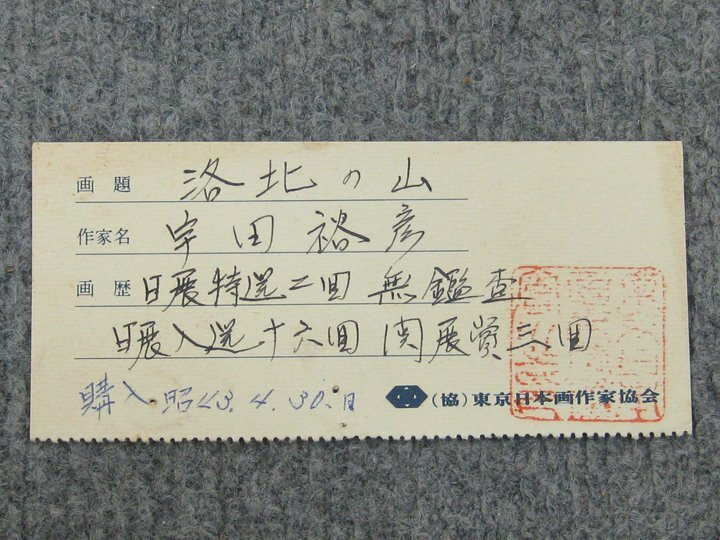 画題 洛北の山
作家名 宇田裕彦
画歴 日展特選二回 無鑑査
日展入選十六回 関展賞三回
購入 昭43.4.30.日
(協)東京日本画作家協会